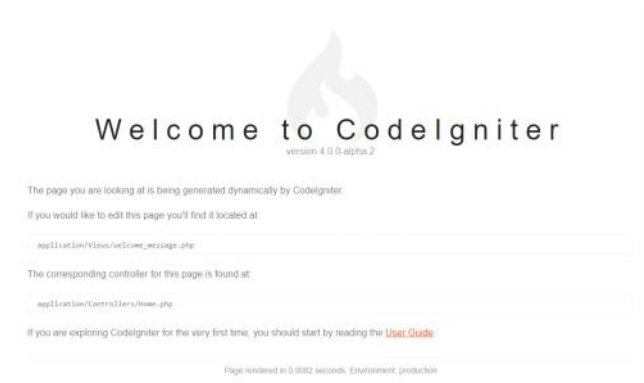 Welcome to CodeIgniter
version 4.0.0-alpha.2
The page you are looking at is being generated dynamically by CodeIgniter.
If you would like to edit this page you'll find it located at:
application/Views/welcome_message.php
The corresponding controller for this page is found at:
application/Controllers/Home.php
If you are exploring CodeIgniter for the very first time, you should start by reading the User Guide
Page rendered in 0.0082 seconds. Environment: production